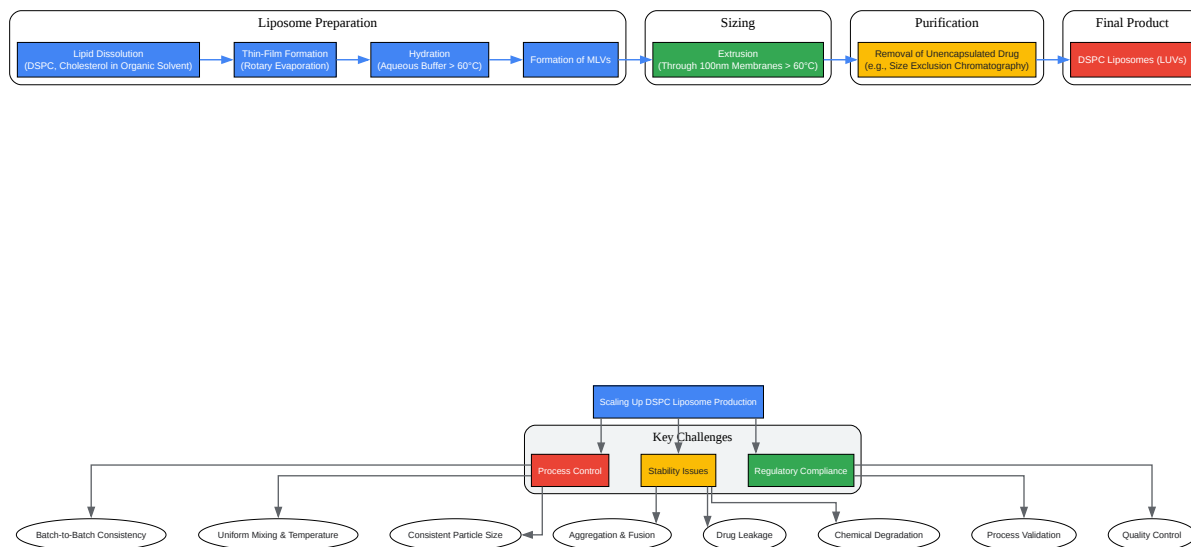 Liposome Preparation
Sizing
Purification
Final Product
Lipid Dissolution
(DSPC, Cholesterol in Organic Solvent)
Thin-Film Formation
(Rotary Evaporation)
Hydration
(Aqueous Buffer > 60°C)
Formation of MLVs
Extrusion
(Through 100nm Membranes > 60°C)
Removal of Unencapsulated Drug
(e.g., Size Exclusion Chromatography)
DSPC Liposomes (LUVs)
Scaling Up DSPC Liposome Production
Key Challenges
Process Control
Stability Issues
Regulatory Compliance
Batch-to-Batch Consistency
Uniform Mixing & Temperature
Consistent Particle Size
Aggregation & Fusion
Drug Leakage
Chemical Degradation
Process Validation
Quality Control